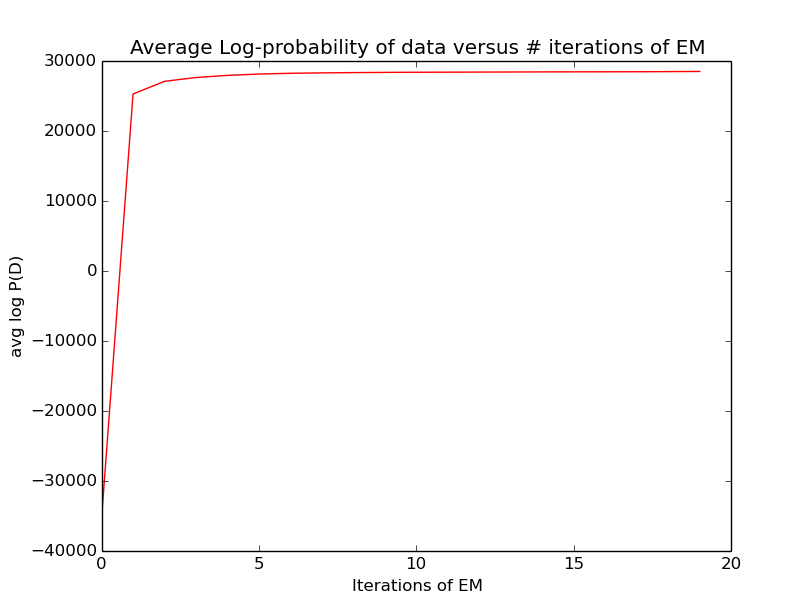 Average Log-probability of data versus # iterations of EM
30000
20000
10000
0
−10000
−20000
−30000
−40000
avg log P(D)
0 5 10 15 20
Iterations of EM